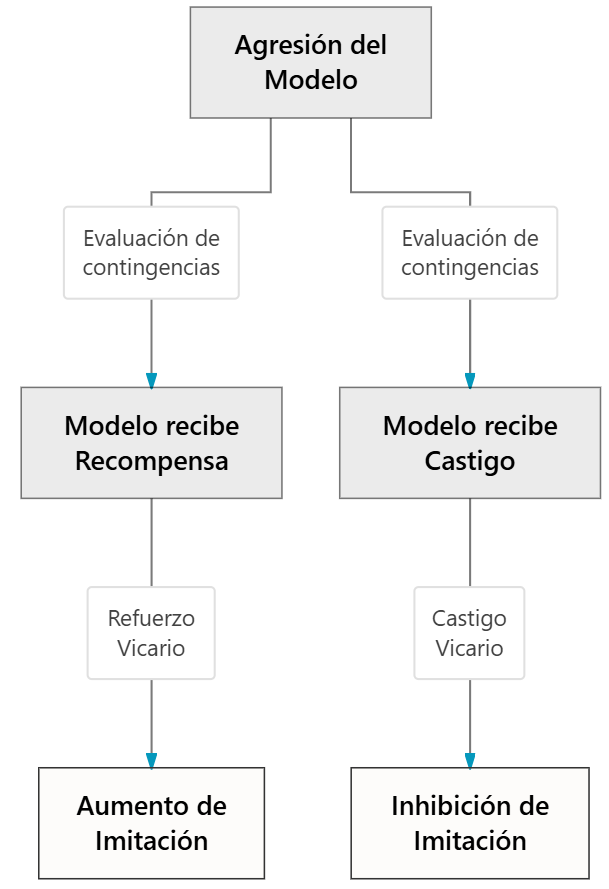 Agresión del
Modelo
Evaluación de
contingencias
Evaluación de
contingencias
Modelo recibe
Recompensa
Modelo recibe
Castigo
Refuerzo
Vicario
Castigo
Vicario
Aumento de
Imitación
Inhibición de
Imitación